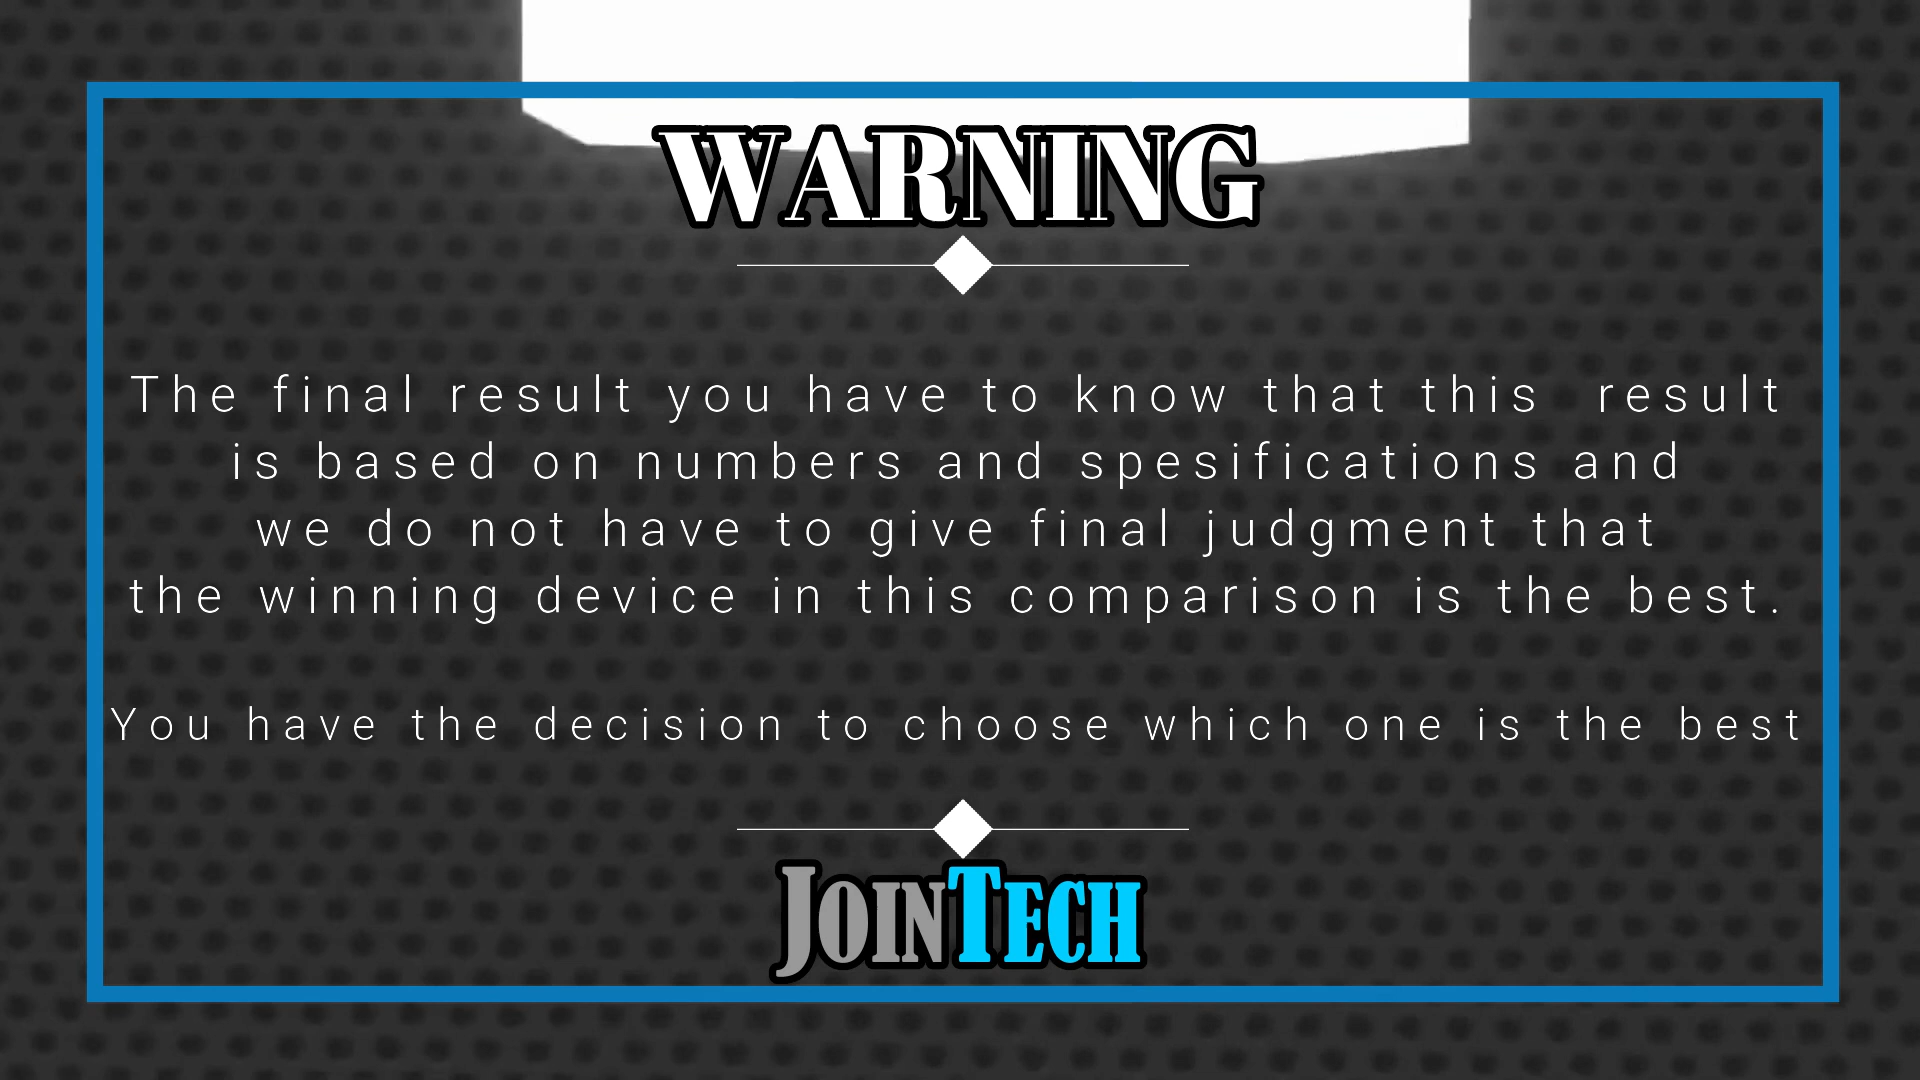 WARNING
The final result you have to know that this result
is based on numbers and spesifications and
we do not have to give final judgment that
the winning device in this comparison is the best.
You have the decision to choose which one is the best
JOINTECH